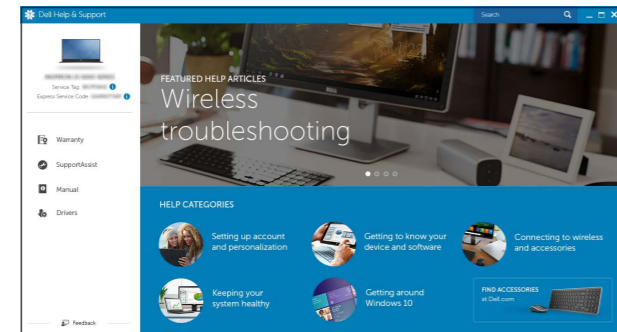 Dell Help & Support
Search
Service Tag:
Express Service Code:
Warranty
SupportAssist
Manual
Drivers
Feedback
FEATURED HELP ARTICLES
Wireless
troubleshooting
HELP CATEGORIES
Setting up account
and personalization
Getting to know your
device and software
Connecting to wireless
and accessories
Keeping your
system healthy
Getting around
Windows 10
FIND ACCESSORIES
at Dell.com